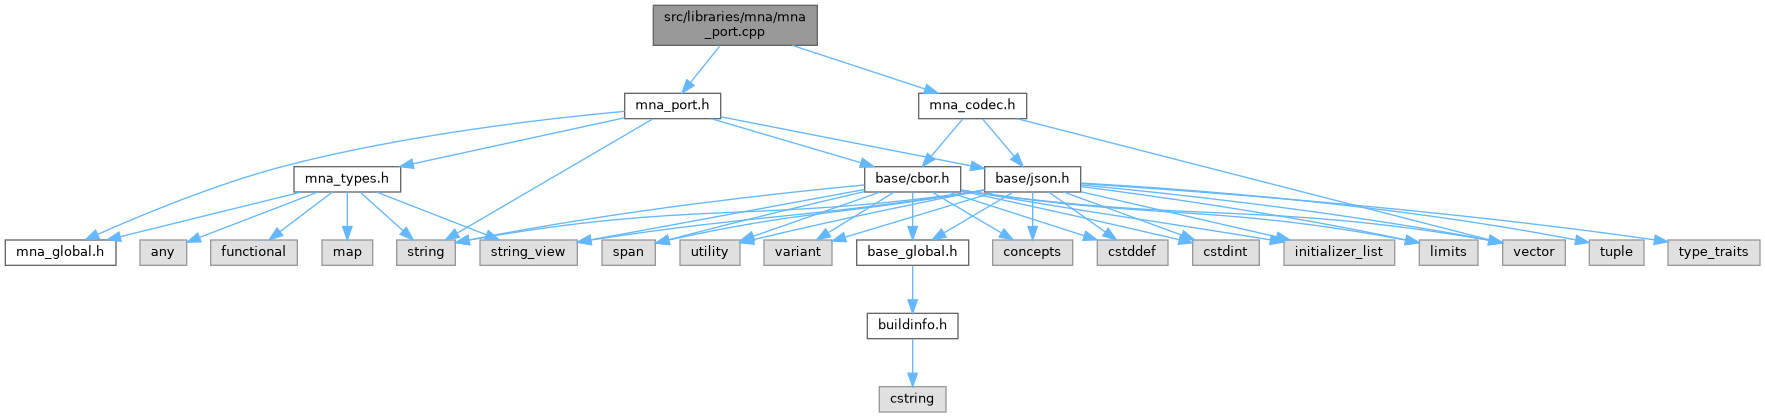 src/libraries/mna/mna
_port.cpp
mna_port.h
mna_codec.h
mna_types.h
base/cbor.h
base/json.h
mna_global.h
any
functional
map
string
string_view
span
utility
variant
base_global.h
concepts
cstddef
cstdint
initializer_list
limits
vector
tuple
type_traits
buildinfo.h
cstring